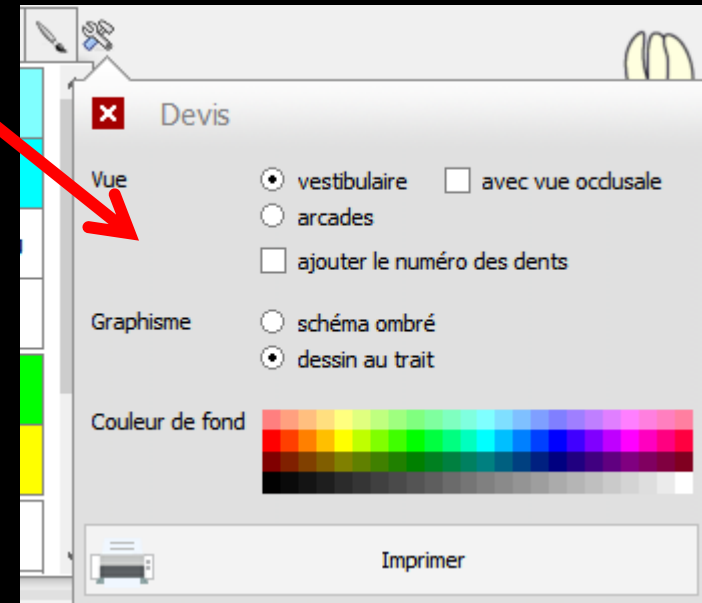 Devis
Vue vestibulaire avec vue occlusale
arcades
ajouter le numéro des dents
Graphisme schéma ombré
dessin au trait
Couleur de fond
Imprimer